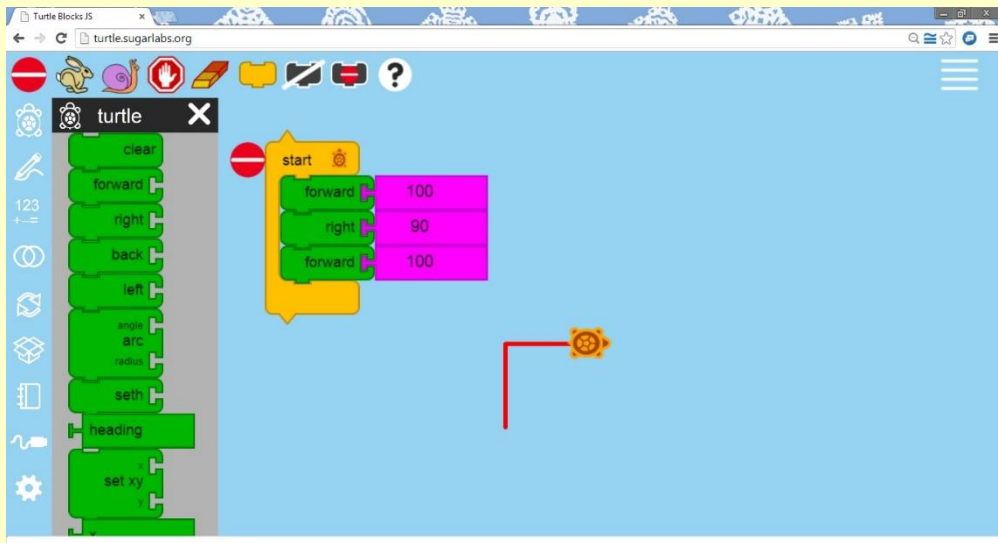 Turtle Blocks JS
turtle.sugarlabs.org
?
turtle
clear
forward
right
back
left
angle
arc
radius
seth
heading
x
set xy
y
x
123
+-=
start
forward 100
right 90
forward 100